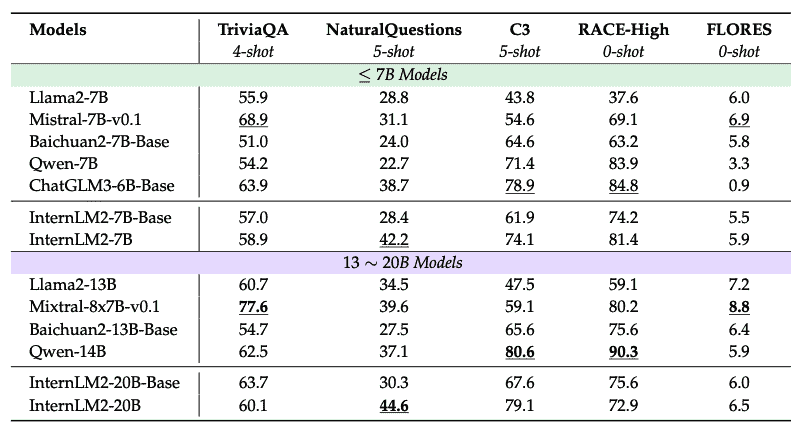 Models TriviaQA NaturalQuestions C3 RACE-High FLORES
4-shot 5-shot 5-shot 0-shot 0-shot
≤ 7B Models
Llama2-7B 55.9 28.8 43.8 37.6 6.0
Mistral-7B-v0.1 68.9 31.1 54.6 69.1 6.9
Baichuan2-7B-Base 51.0 24.0 64.6 63.2 5.8
Qwen-7B 54.2 22.7 71.4 83.9 3.3
ChatGLM3-6B-Base 63.9 38.7 78.9 84.8 0.9
InternLM2-7B-Base 57.0 28.4 61.9 74.2 5.5
InternLM2-7B 58.9 42.2 74.1 81.4 5.9
13 ∼ 20B Models
Llama2-13B 60.7 34.5 47.5 59.1 7.2
Mixtral-8x7B-v0.1 77.6 39.6 59.1 80.2 8.8
Baichuan2-13B-Base 54.7 27.5 65.6 75.6 6.4
Qwen-14B 62.5 37.1 80.6 90.3 5.9
InternLM2-20B-Base 63.7 30.3 67.6 75.6 6.0
InternLM2-20B 60.1 44.6 79.1 72.9 6.5